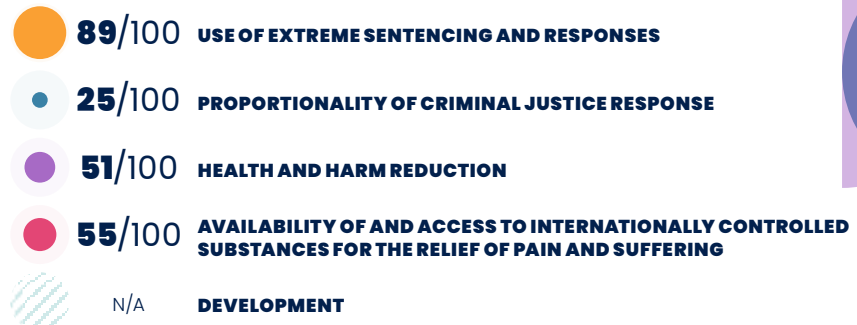 89/100 USE OF EXTREME SENTENCING AND RESPONSES
25/100 PROPORTIONALITY OF CRIMINAL JUSTICE RESPONSE
51/100 HEALTH AND HARM REDUCTION
55/100 AVAILABILITY OF AND ACCESS TO INTERNATIONALLY CONTROLLED
SUBSTANCES FOR THE RELIEF OF PAIN AND SUFFERING
N/A DEVELOPMENT